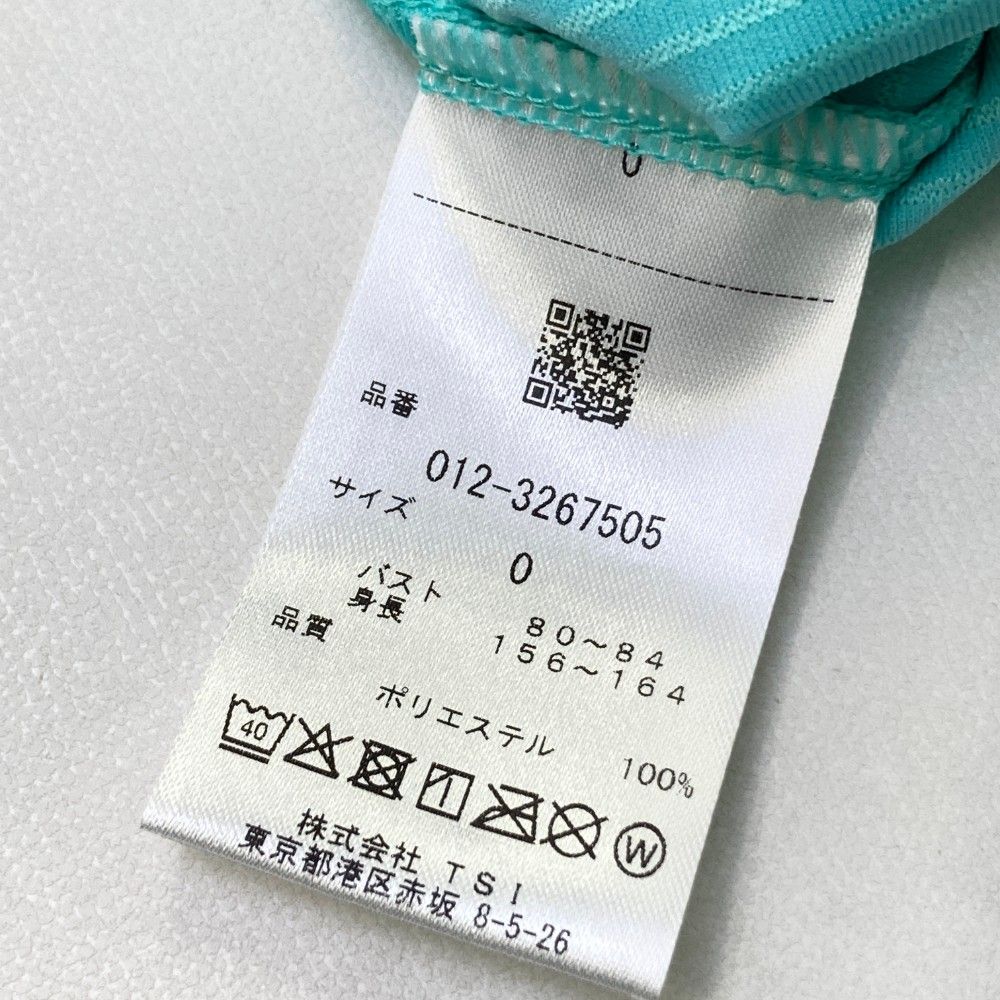 品番
012-3267505
サイズ
0
バスト 80～84
身長 156～164
品質
ポリエステル 100%
40
W
株式会社 TSI
東京都港区赤坂 8-5-26